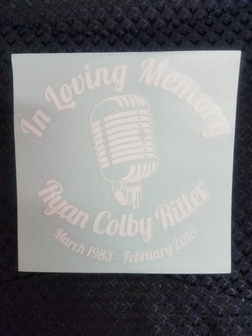 In Loving Memory
Ryan Colby Ritter
March 1983 - February 2016